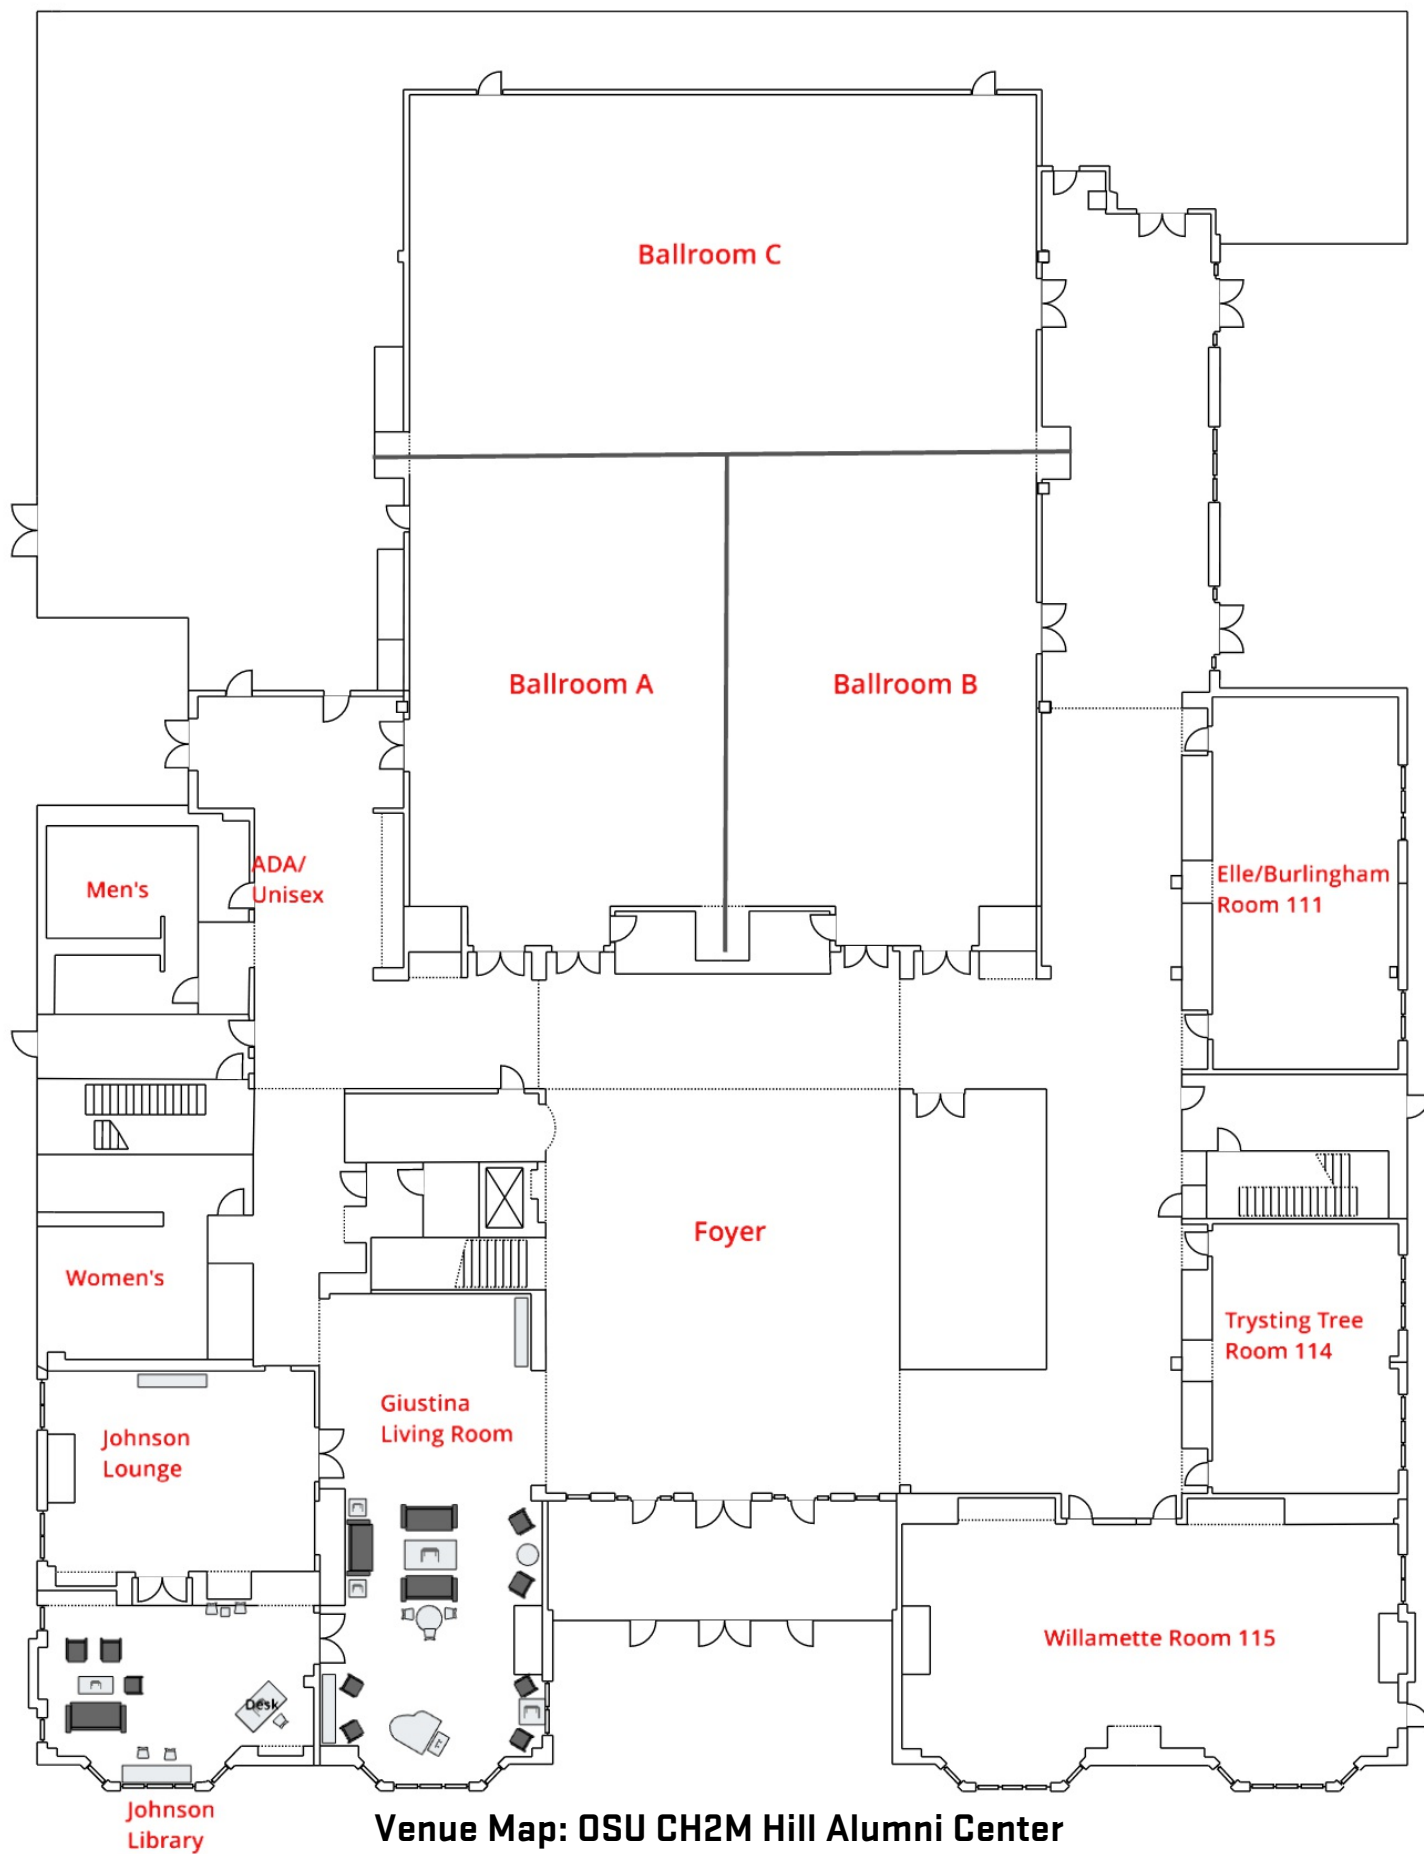 Ballroom C
Ballroom A
Ballroom B
ADA/
Unisex
Men's
Elle/Burlingham
Room 111
Foyer
Women's
Trysting Tree
Room 114
Giustina
Living Room
Johnson
Lounge
Willamette Room 115
Desk
Johnson
Library
Venue Map: OSU CH2M Hill Alumni Center